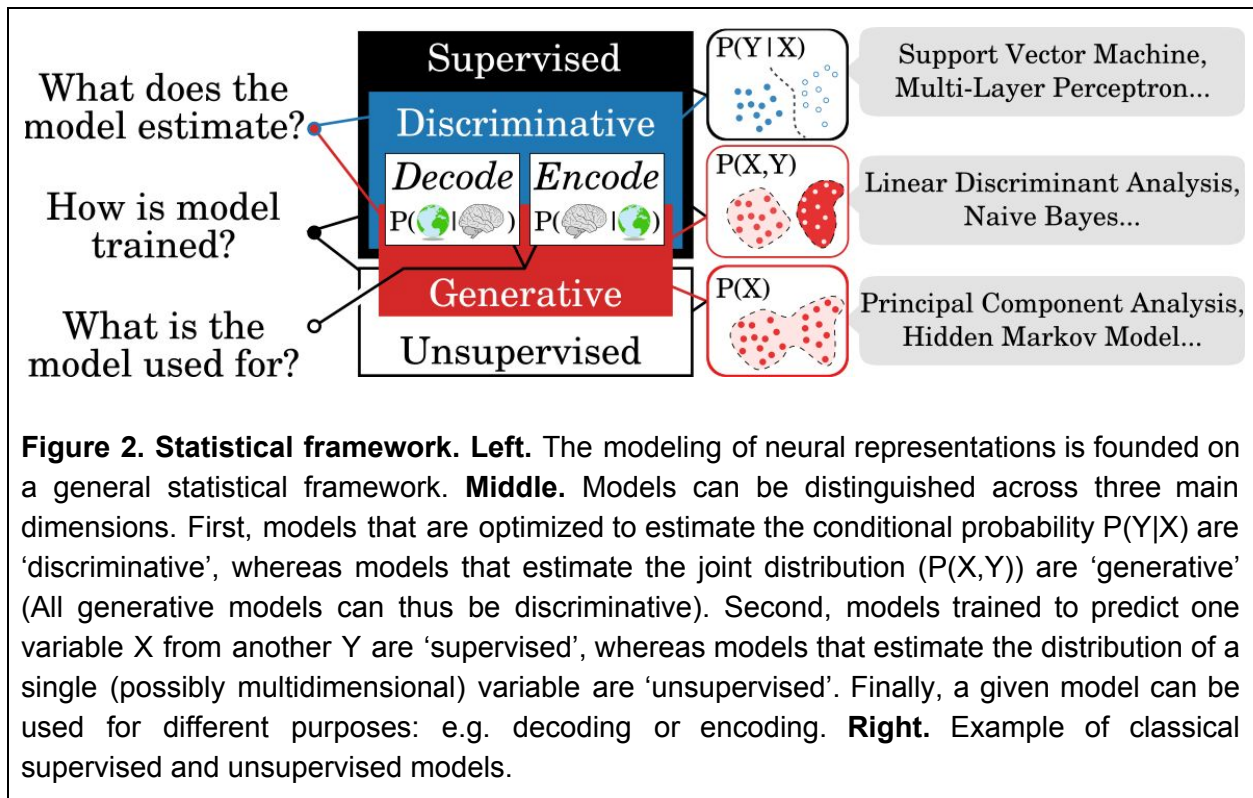 What does the
model estimate?
How is model
trained?
What is the
model used for?
Supervised
Discriminative
Decode
P( | )
Encode
P( | )
Generative
Unsupervised
P(Y|X)
Support Vector Machine,
Multi-Layer Perceptron...
P(X,Y)
Linear Discriminant Analysis,
Naive Bayes...
P(X)
Principal Component Analysis,
Hidden Markov Model...
Figure 2. Statistical framework. Left. The modeling of neural representations is founded on
a general statistical framework. Middle. Models can be distinguished across three main
dimensions. First, models that are optimized to estimate the conditional probability P(Y|X) are
‘discriminative’, whereas models that estimate the joint distribution (P(X,Y)) are ‘generative’
(All generative models can thus be discriminative). Second, models trained to predict one
variable X from another Y are ‘supervised’, whereas models that estimate the distribution of a
single (possibly multidimensional) variable are ‘unsupervised’. Finally, a given model can be
used for different purposes: e.g. decoding or encoding. Right. Example of classical
supervised and unsupervised models.